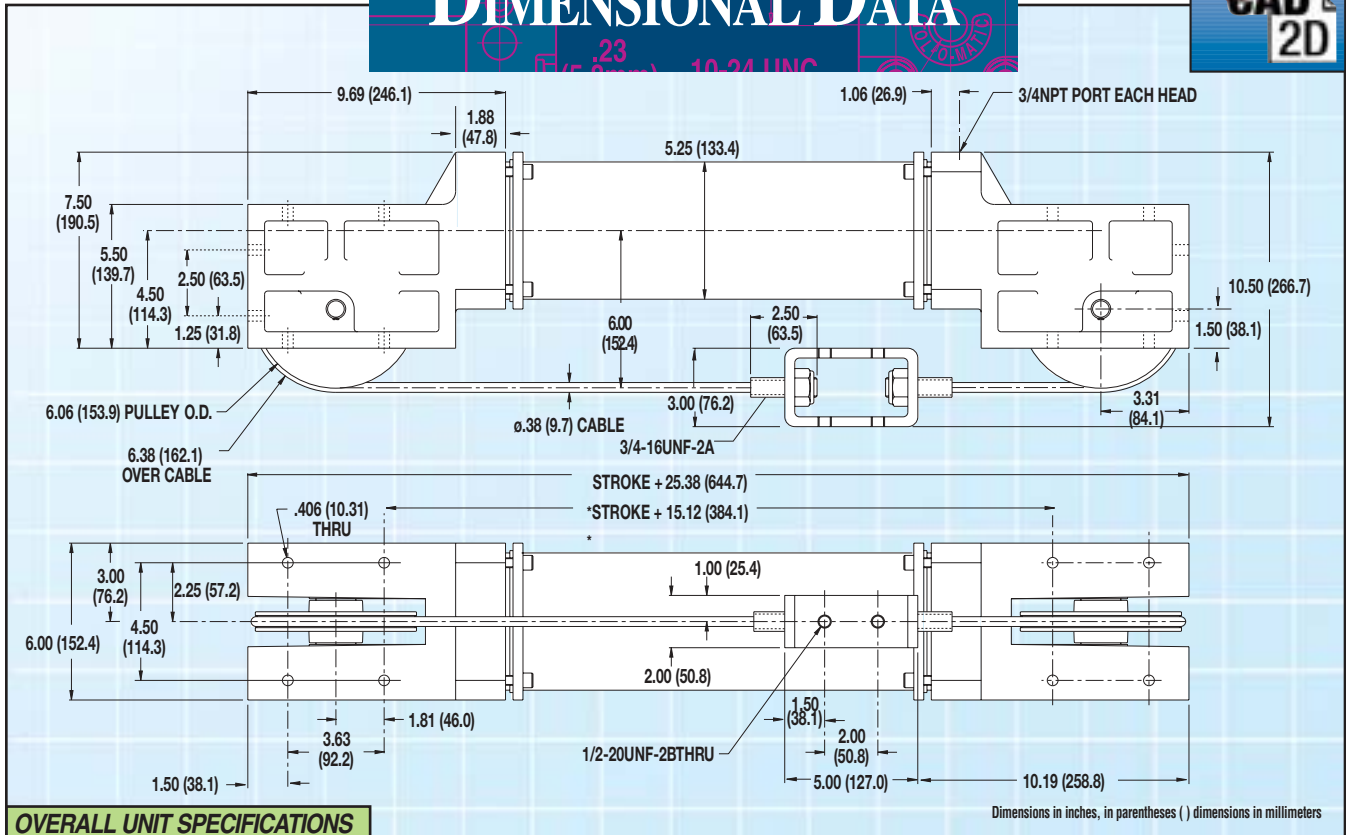 DIMENSIONAL DATA
CAD
2D
.23
10-24 UNC
9.69 (246.1)
1.88
(47.8)
1.06 (26.9)
3/4NPT PORT EACH HEAD
5.25 (133.4)
7.50
(190.5)
5.50
(139.7)
4.50
(114.3)
2.50 (63.5)
1.25 (31.8)
6.00
(152.4)
2.50
(63.5)
10.50 (266.7)
1.50 (38.1)
3.00 (76.2)
3.31
(84.1)
6.06 (153.9) PULLEY O.D.
ø.38 (9.7) CABLE
3/4-16UNF-2A
6.38 (162.1)
OVER CABLE
STROKE + 25.38 (644.7)
*STROKE + 15.12 (384.1)
*
.406 (10.31)
THRU
3.00
(76.2)
2.25 (57.2)
1.00 (25.4)
4.50
(114.3)
6.00 (152.4)
2.00 (50.8)
1.81 (46.0)
1.50
(38.1)
3.63
(92.2)
1/2-20UNF-2BTHRU
2.00
(50.8)
1.50 (38.1)
5.00 (127.0)
10.19 (258.8)
Dimensions in inches, in parentheses ( ) dimensions in millimeters
OVERALL UNIT SPECIFICATIONS